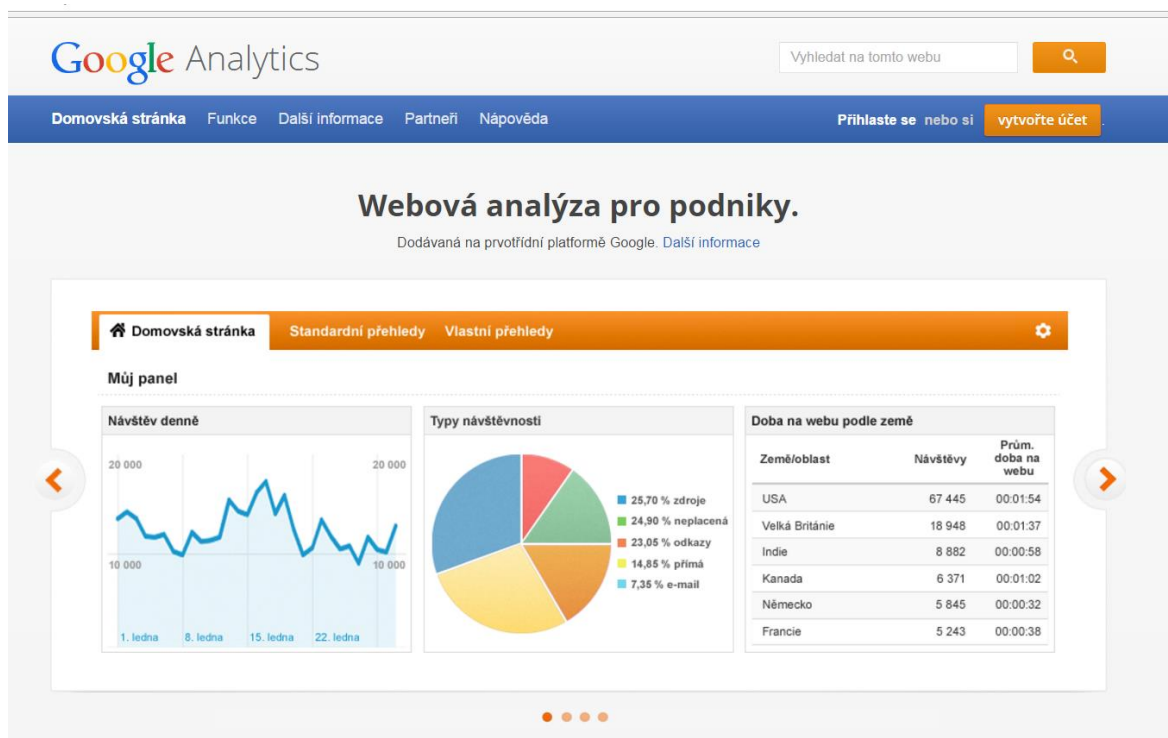 Google Analytics
Vyhledat na tomto webu
Domovská stránka Funkce Další informace Partneři Nápověda
Přihlaste se nebo si vytvořte účet
Webová analýza pro podniky.
Dodávaná na prvotřídní platformě Google. Další informace
Domovská stránka Standardní přehledy Vlastní přehledy
Můj panel
Návštěv denně
20 000 20 000
10 000 10 000
1. ledna 8. ledna 15. ledna 22. ledna
Typy návštěvnosti
25,70 % zdroje
24,90 % neplacená
23,05 % odkazy
14,85 % přímá
7,35 % e-mail
Doba na webu podle země
Země/oblast Návštěvy Prům. doba na webu
USA 67 445 00:01:54
Velká Británie 18 948 00:01:37
Indie 8 882 00:00:58
Kanada 6 371 00:01:02
Německo 5 845 00:00:32
Francie 5 243 00:00:38